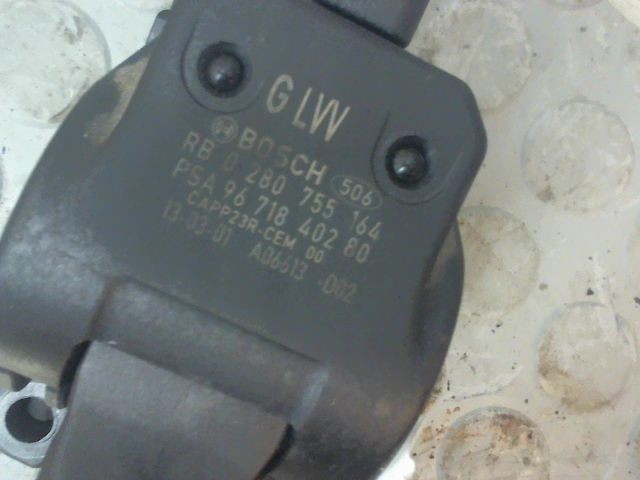 GLW
BOSCH 506
RB 0 280 755 164
PSA 96 718 402 80
CAPP23R-CEM 00
13-03-01 A06613 -D02